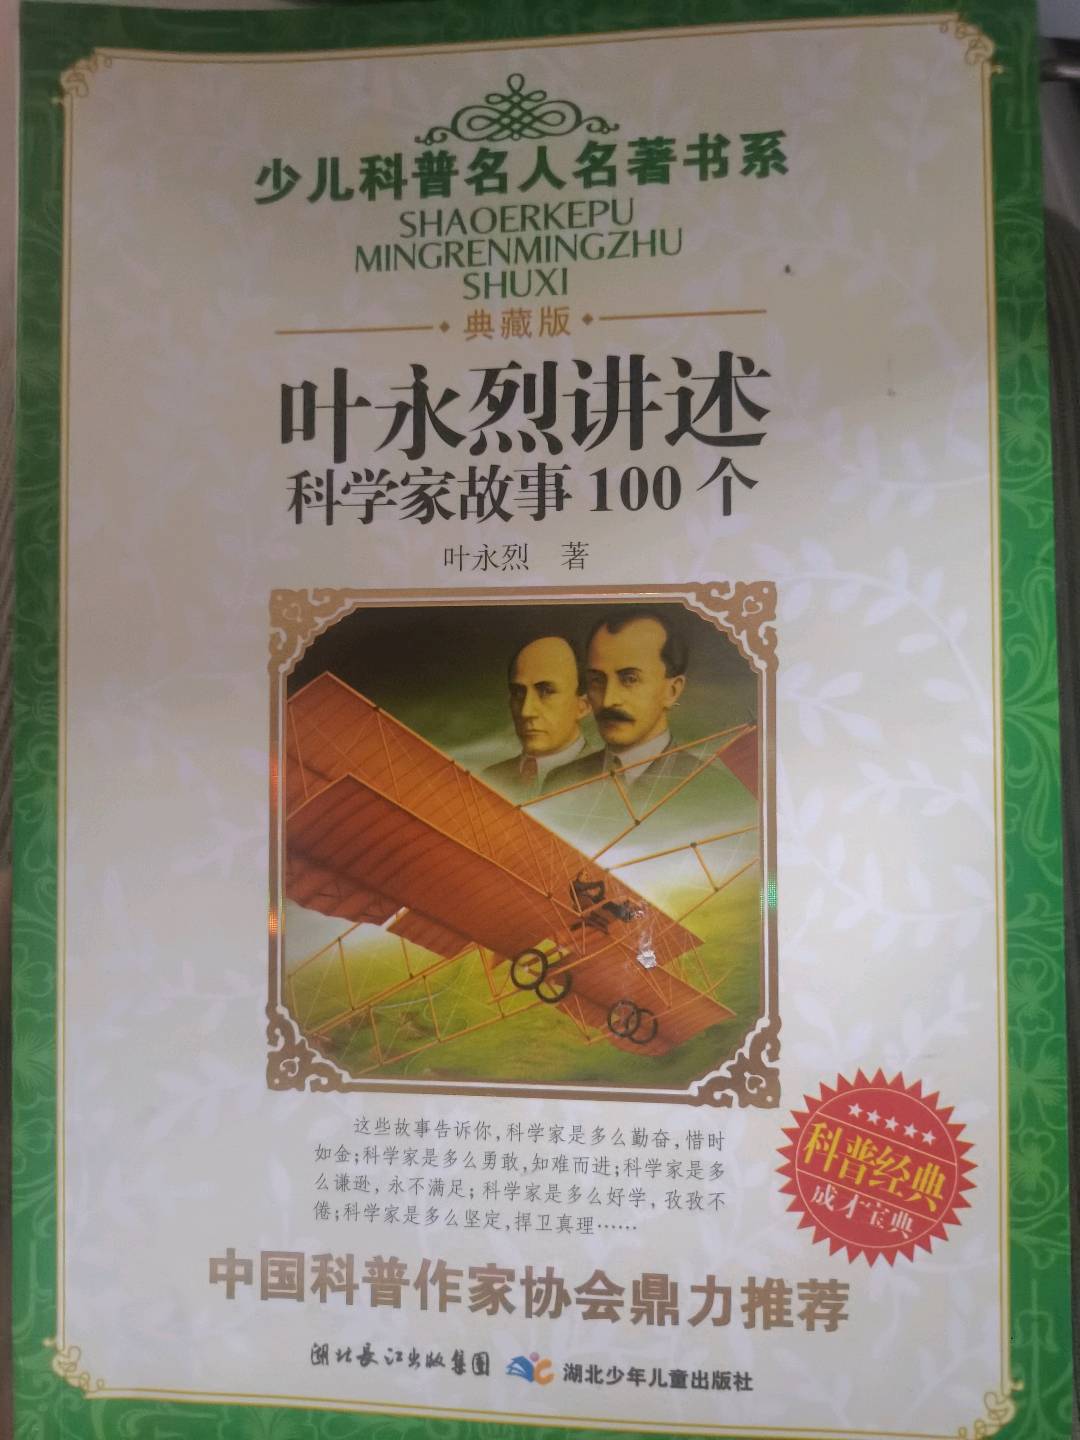 少儿科普名人名著书系
SHAOERKEPU
MINGRENMINGZHU
SHUXI
典藏版
叶永烈讲述
科学家故事100个
叶永烈 著
这些故事告诉你,科学家是多么勤奋,惜时
如金;科学家是多么勇敢,知难而进;科学家是多
么谦逊,永不满足;科学家是多么好学,孜孜不
倦;科学家是多么坚定,捍卫真理……
科普经典
成才宝典
中国科普作家协会鼎力推荐
湖北长江出版集团
湖北少年儿童出版社